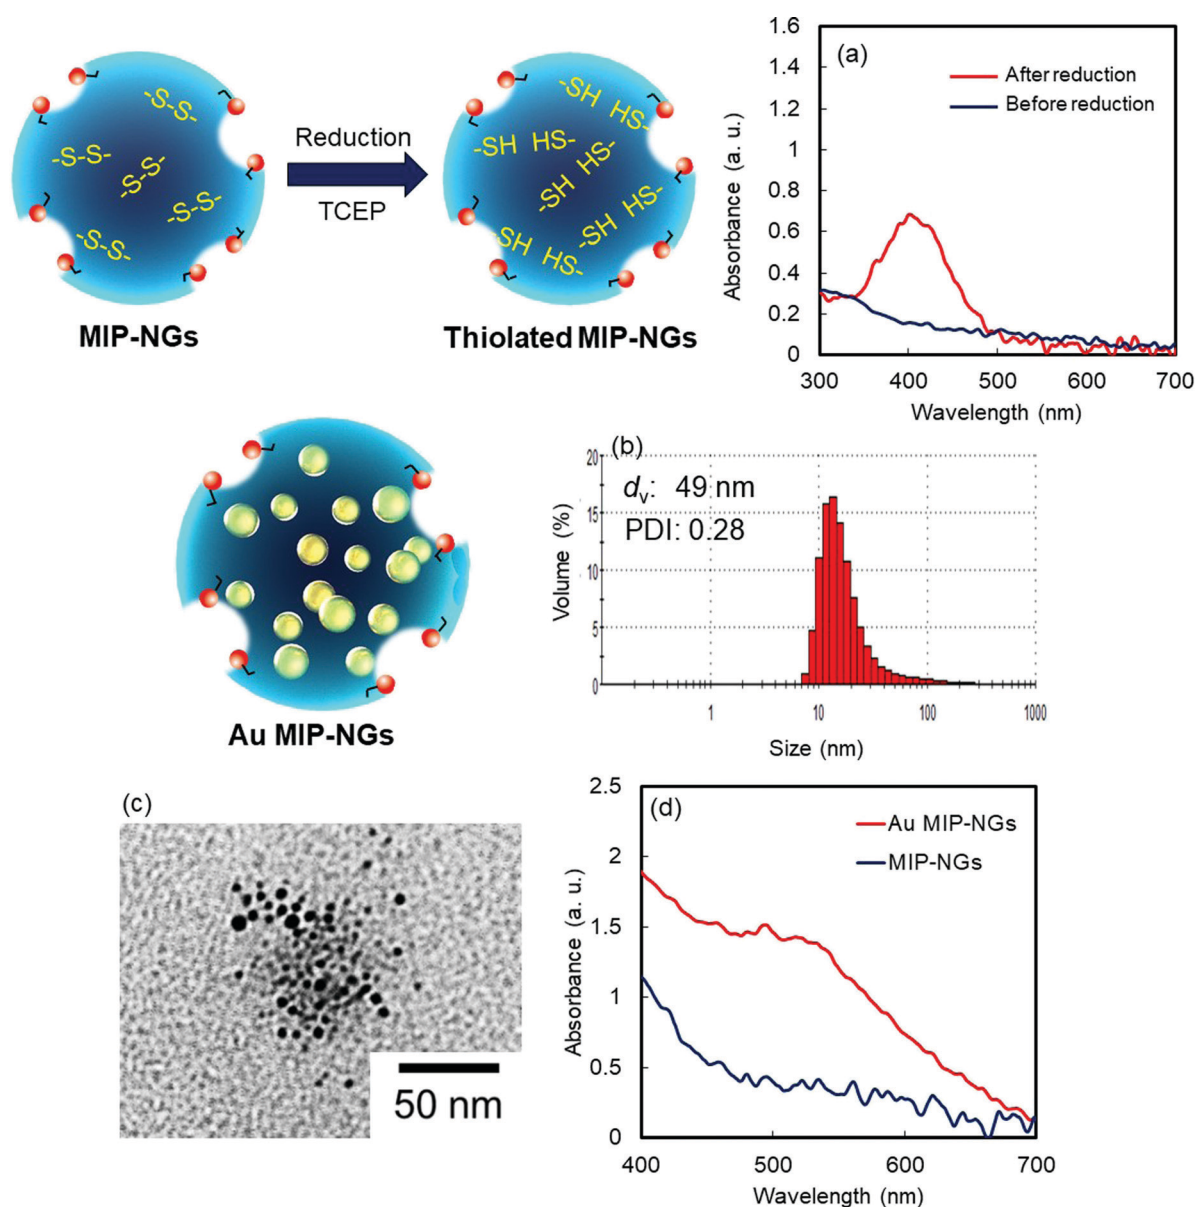 -S-S-
-S-S-
-S-S-
-S-S-
-S-S-
MIP-NGs
Reduction
TCEP
-SH HS-
-SH HS-
-SH HS-
-SH HS-
-SH HS-
Thiolated MIP-NGs
(a)
After reduction
Before reduction
Absorbance (a. u.)
1.6
1.4
1.2
1
0.8
0.6
0.4
0.2
0
300 400 500 600 700
Wavelength (nm)
Au MIP-NGs
(b)
dv: 49 nm
PDI: 0.28
Volume (%)
20
15
10
5
0
1 10 100 1000
Size (nm)
(c)
50 nm
(d)
Au MIP-NGs
MIP-NGs
Absorbance (a. u.)
2.5
2
1.5
1
0.5
0
400 500 600 700
Wavelength (nm)